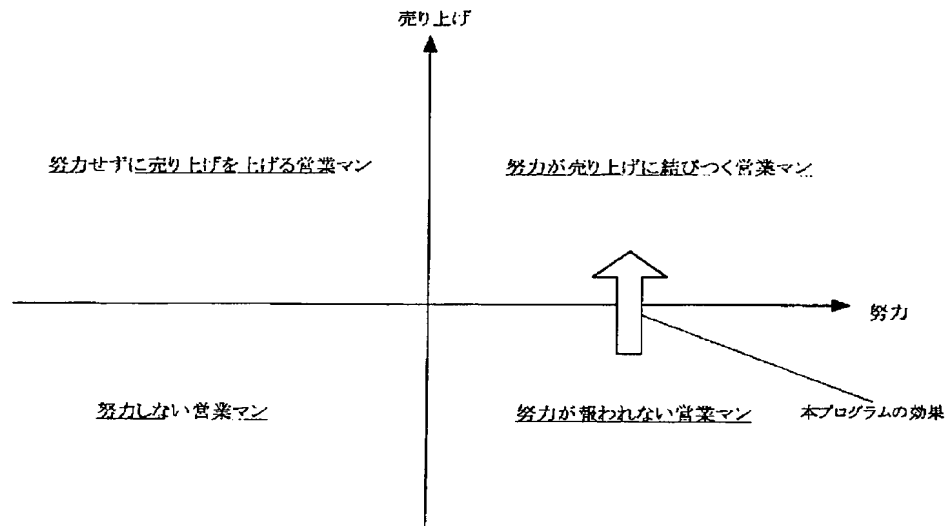 売り上げ
努力せずに売り上げを上げる営業マン
努力が売り上げに結びつく営業マン
努力
努力しない営業マン
努力が報われない営業マン
本プログラムの効果